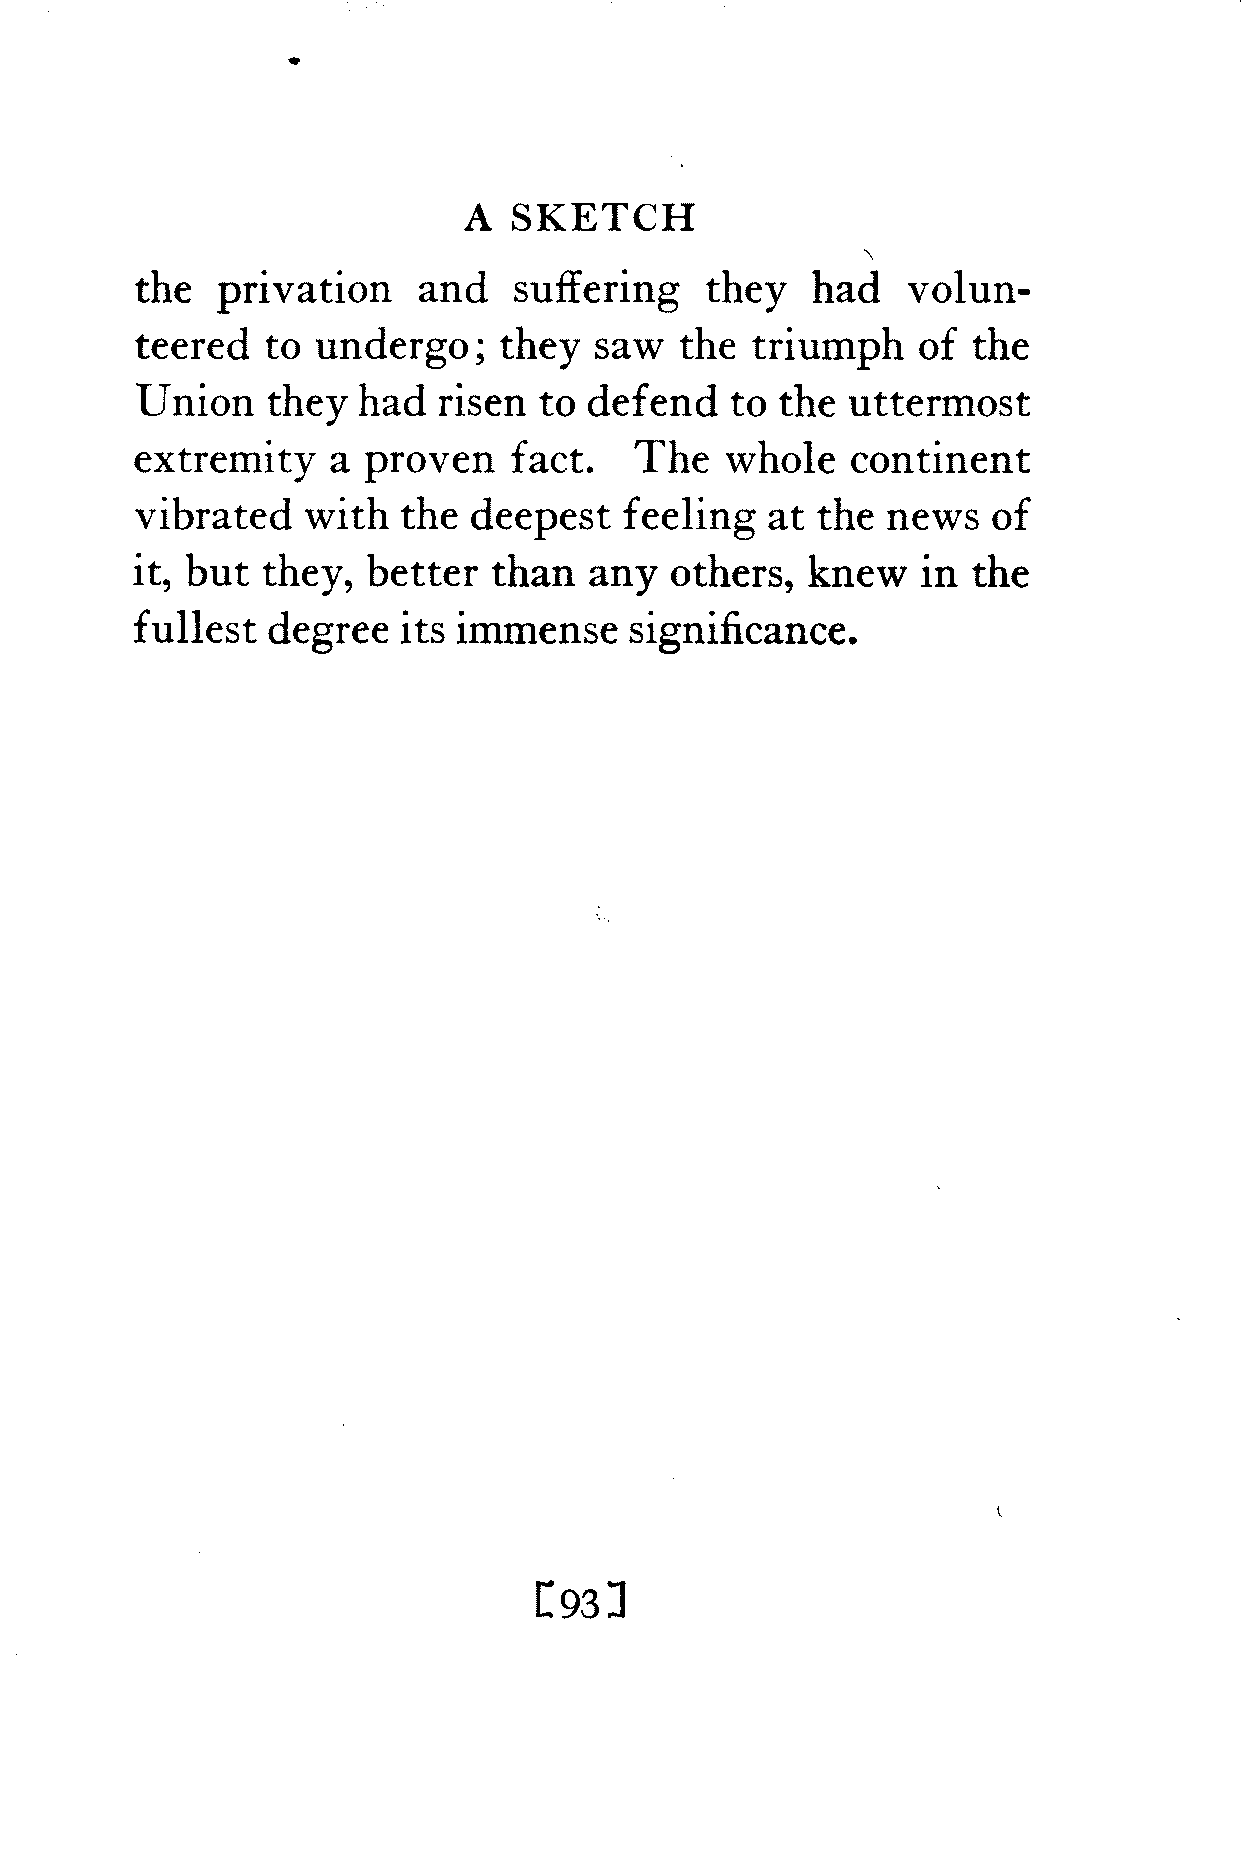 A SKETCH
the privation and suffering they had volun-
teered to undergo; they saw the triumph of the
Union they had risen to defend to the uttermost
extremity a proven fact. The whole continent
vibrated with the deepest feeling at the news of
it, but they, better than any others, knew in the
fullest degree its immense significance.
[93]